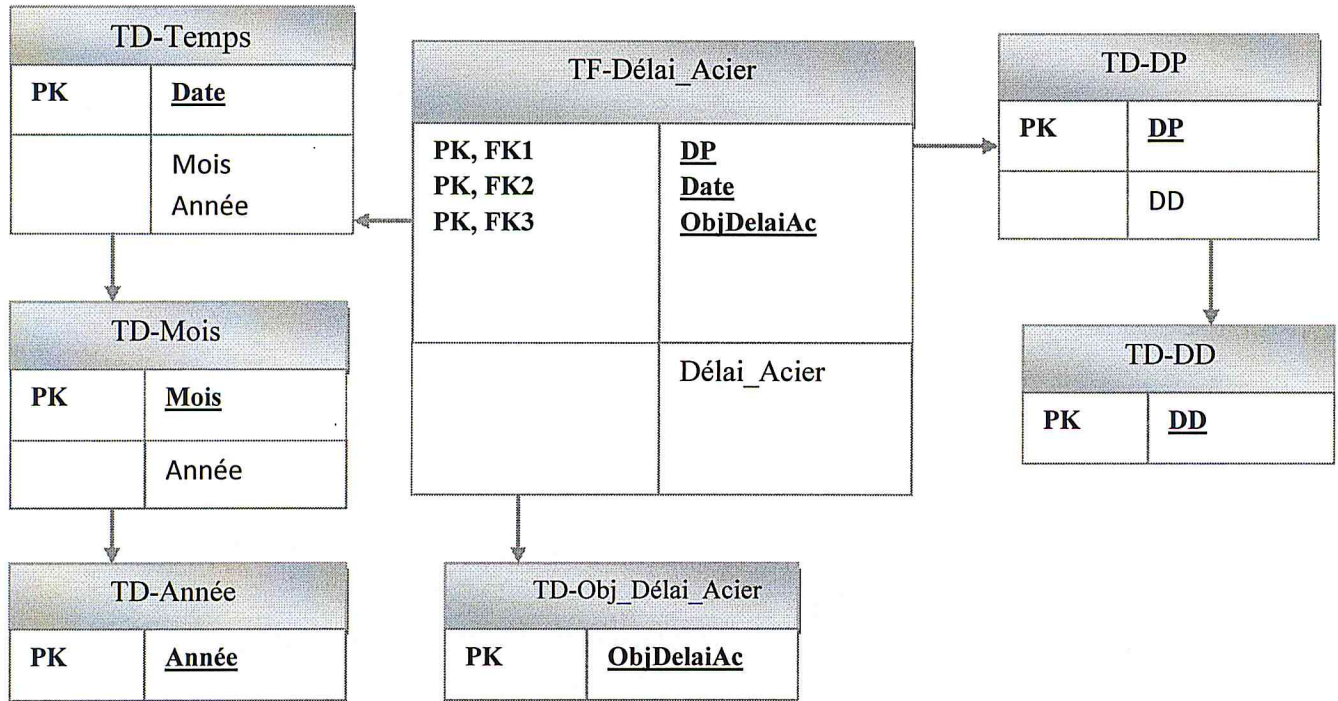 TD-Temps
PK Date
Mois
Année
TF-Délai_Acier
PK, FK1 DP
PK, FK2 Date
PK, FK3 ObjDelaiAc
Délai_Acier
TD-DP
PK DP
DD
TD-Mois
PK Mois
Année
TD-DD
PK DD
TD-Année
PK Année
TD-Obj_Délai_Acier
PK ObjDelaiAc